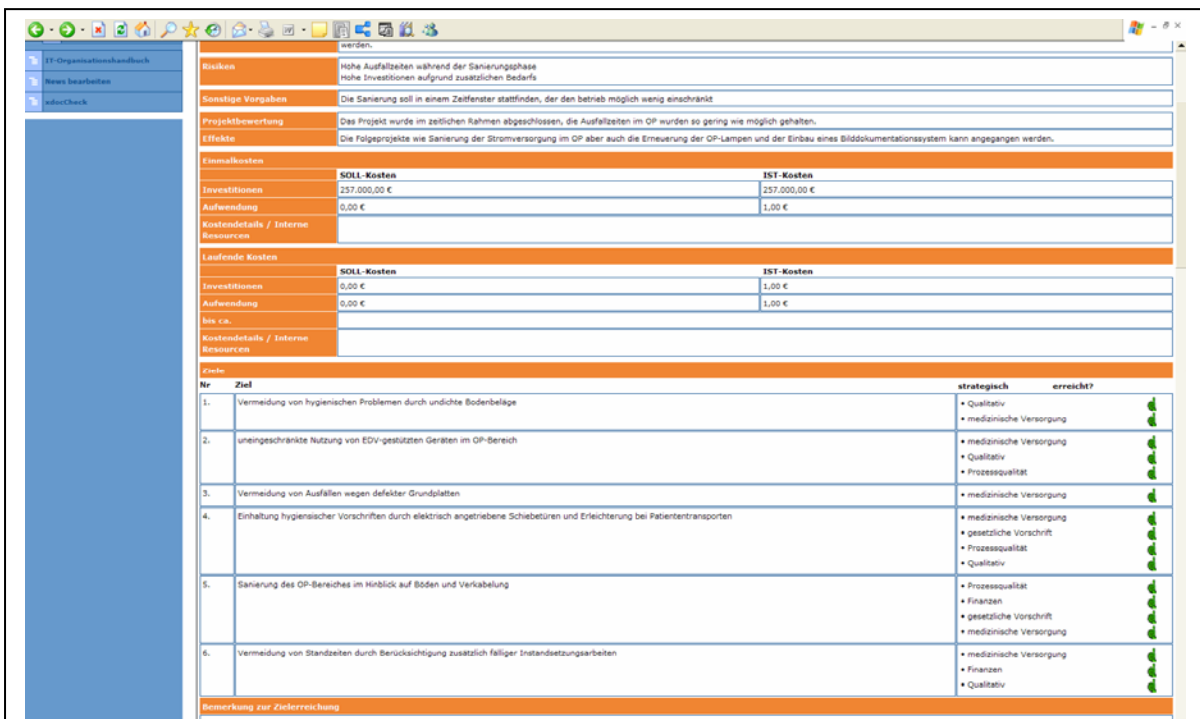 werden.
IT-Organisationshandbuch
News bearbeiten
xdocCheck
Risiken
Hohe Ausfallzeiten während der Sanierungsphase
Hohe Investitionen aufgrund zusätzlichen Bedarfs
Sonstige Vorgaben
Die Sanierung soll in einem Zeitfenster stattfinden, der den betrieb möglich wenig einschränkt
Projektbewertung
Das Projekt wurde im zeitlichen Rahmen abgeschlossen, die Ausfallzeiten im OP wurden so gering wie möglich gehalten.
Effekte
Die Folgeprojekte wie Sanierung der Stromversorgung im OP aber auch die Erneuerung der OP-Lampen und der Einbau eines Bilddokumentationssystem kann angegangen werden.
Einmalkosten
SOLL-Kosten IST-Kosten
Investitionen 257.000,00 € 257.000,00 €
Aufwendung 0,00 € 1,00 €
Kostendetails / Interne
Resourcen
Laufende Kosten
SOLL-Kosten IST-Kosten
Investitionen 0,00 € 1,00 €
Aufwendung 0,00 € 1,00 €
bis ca.
Kostendetails / Interne
Resourcen
Ziele
Nr Ziel strategisch erreicht?
1. Vermeidung von hygienischen Problemen durch undichte Bodenbeläge
• Qualitativ
• medizinische Versorgung
2. uneingeschränkte Nutzung von EDV-gestützten Geräten im OP-Bereich
• medizinische Versorgung
• Qualitativ
• Prozessqualität
3. Vermeidung von Ausfällen wegen defekter Grundplatten
• medizinische Versorgung
4. Einhaltung hygiensischer Vorschriften durch elektrisch angetriebene Schiebetüren und Erleichterung bei Patiententransporten
• medizinische Versorgung
• gesetzliche Vorschrift
• Prozessqualität
• Qualitativ
5. Sanierung des OP-Bereiches im Hinblick auf Böden und Verkabelung
• Prozessqualität
• Finanzen
• gesetzliche Vorschrift
• medizinische Versorgung
6. Vermeidung von Standzeiten durch Berücksichtigung zusätzlich fälliger Instandsetzungsarbeiten
• medizinische Versorgung
• Finanzen
• Qualitativ
Bemerkung zur Zielerreichung